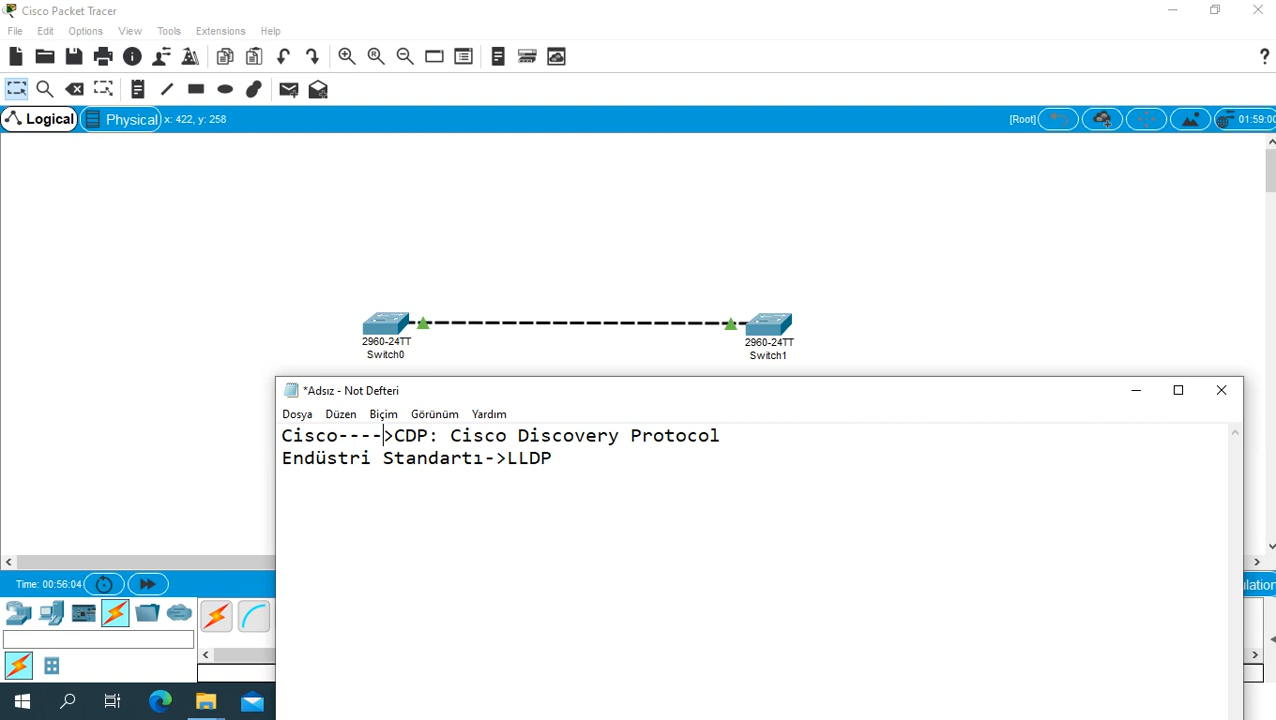 Cisco Packet Tracer
File Edit Options View Tools Extensions Help
Logical Physical x: 422, y: 258 [Root] 01:59:00
2960-24TT
Switch0
2960-24TT
Switch1
*Adsız - Not Defteri
Dosya Düzen Biçim Görünüm Yardım
Cisco---->CDP: Cisco Discovery Protocol
Endüstri Standartı->LLDP
Time: 00:56:04
ulation